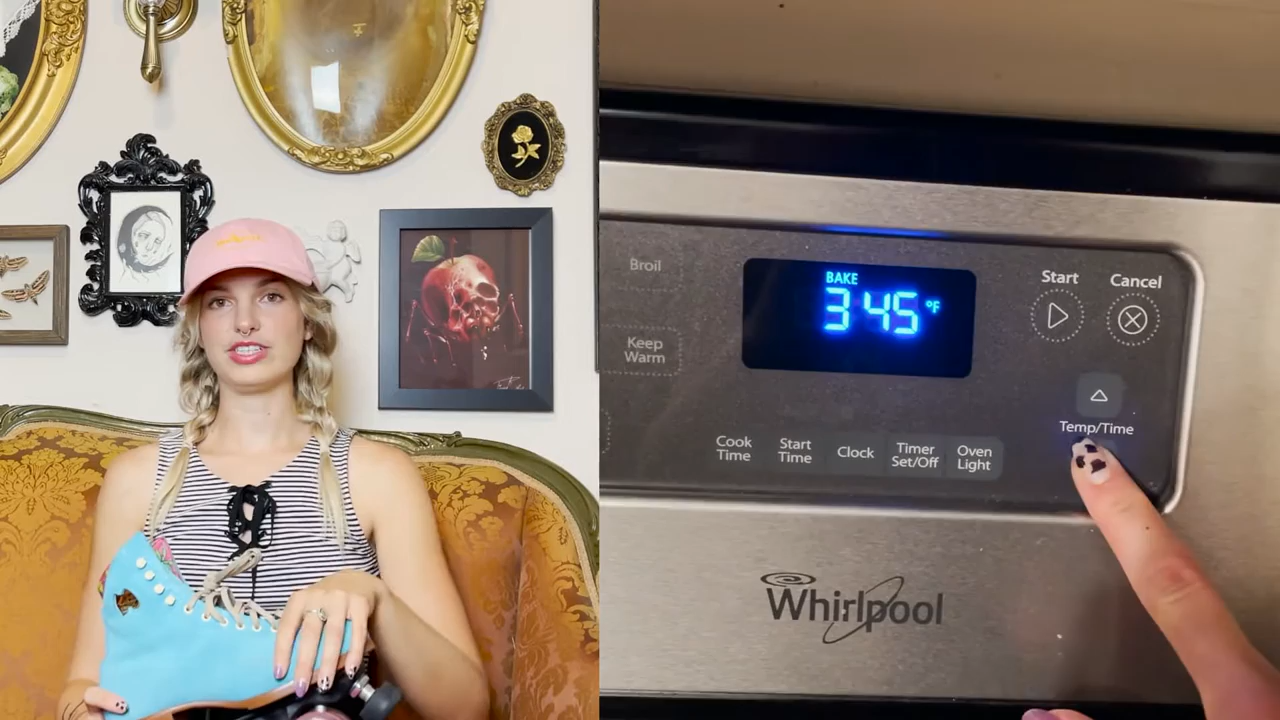 Broil
BAKE
345 °F
Start
Cancel
Keep
Warm
Temp/Time
Cook
Time
Start
Time
Clock
Timer
Set/Off
Oven
Light
Whirlpool